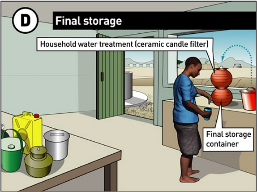 D
Final storage
Household water treatment (ceramic candle filter)
Final storage
container